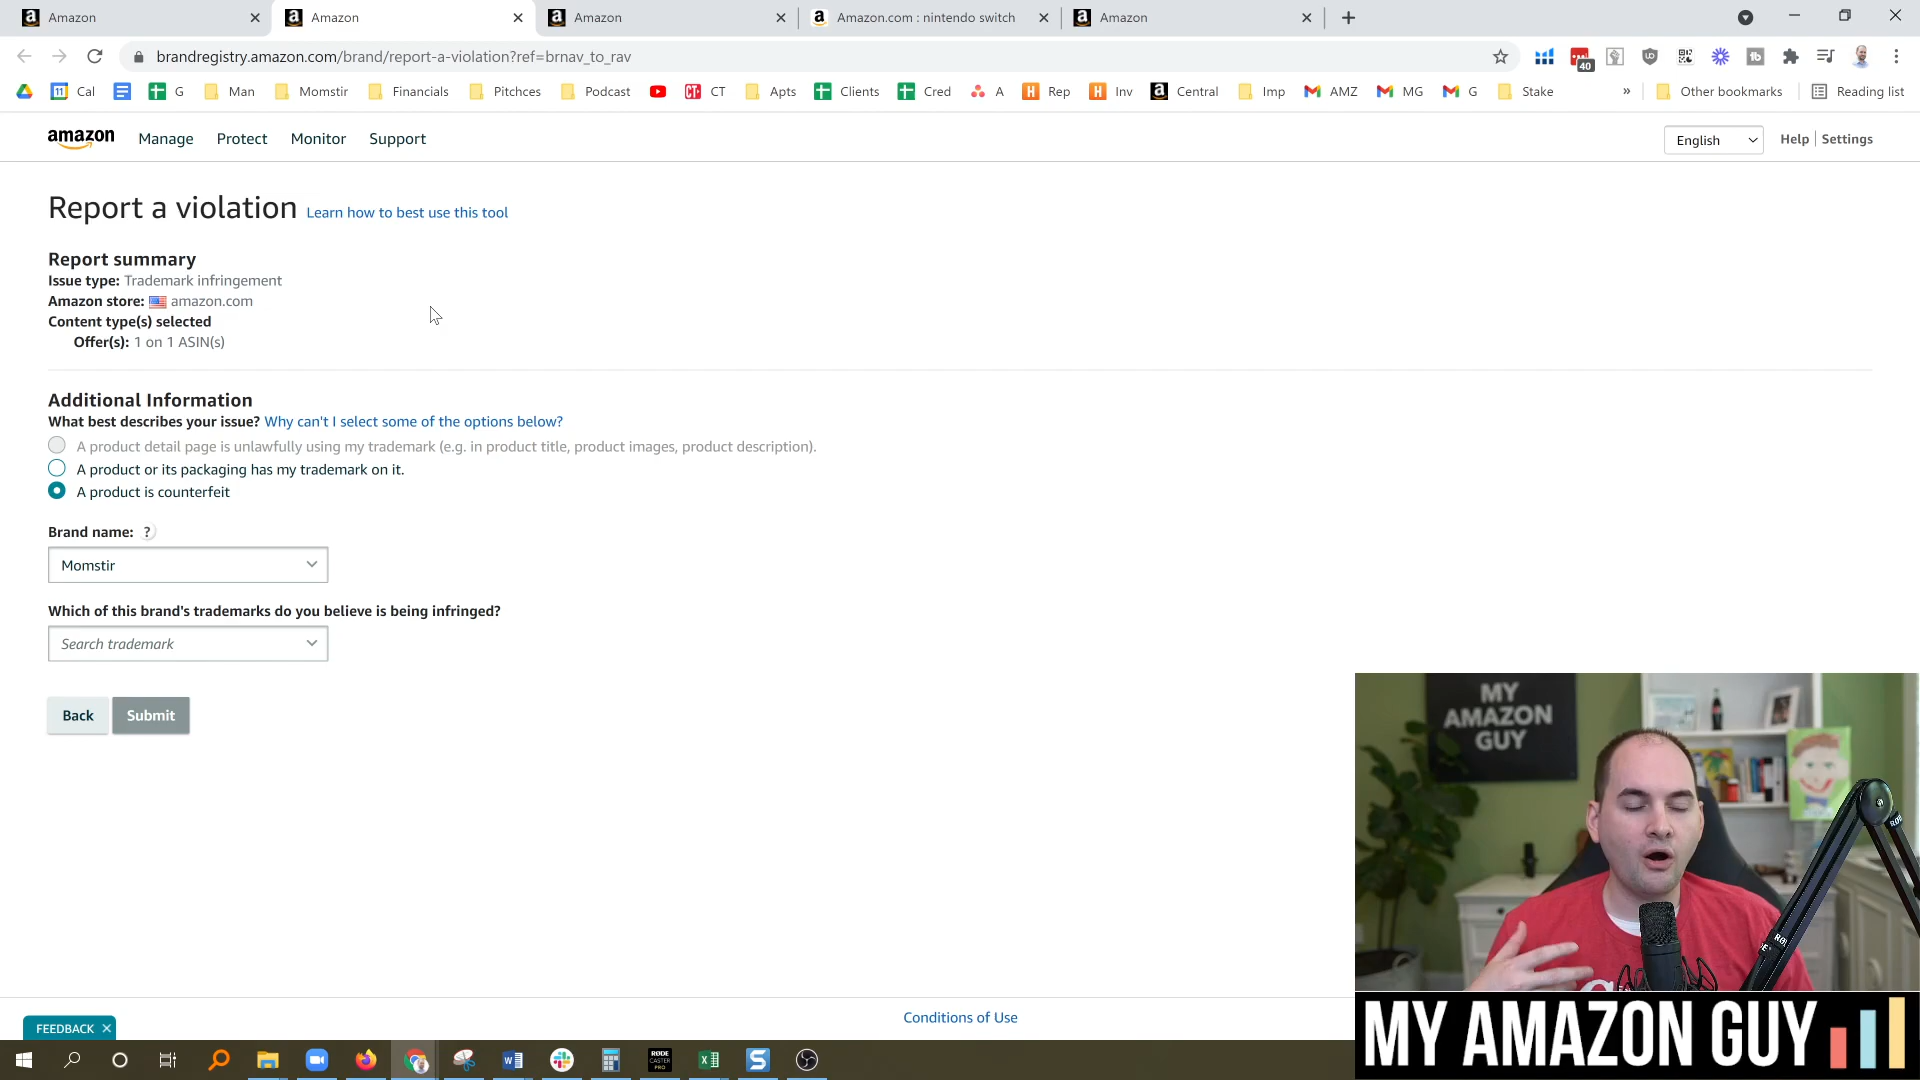 Amazon
Amazon
Amazon
Amazon.com : nintendo switch
Amazon
brandregistry.amazon.com/brand/report-a-violation?ref=brnav_to_rav
40
Cal
G
Man
Momstir
Financials
Pitchces
Podcast
CT
Apts
Clients
Cred
A
Rep
Inv
Central
Imp
AMZ
MG
G
Stake
»
Other bookmarks
Reading list
amazon
Manage
Protect
Monitor
Support
English
Help
Settings
Report a violation Learn how to best use this tool
Report summary
Issue type: Trademark infringement
Amazon store: amazon.com
Content type(s) selected
Offer(s): 1 on 1 ASIN(s)
Additional Information
What best describes your issue? Why can't I select some of the options below?
A product detail page is unlawfully using my trademark (e.g. in product title, product images, product description).
A product or its packaging has my trademark on it.
A product is counterfeit
Brand name: ?
Momstir
Which of this brand's trademarks do you believe is being infringed?
Search trademark
Back
Submit
MY
AMAZON
GUY
Conditions of Use
FEEDBACK ×
MY AMAZON GUY